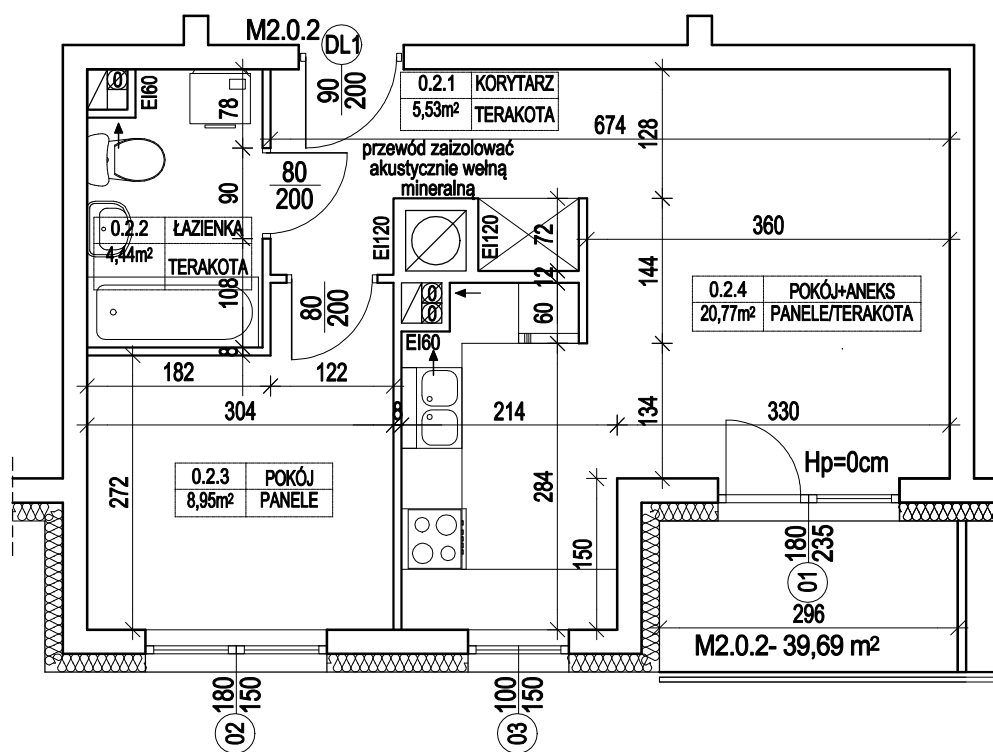 M2.0.2
DL1
90
200
0.2.1 KORYTARZ
5,53m² TERAKOTA
EI60
78
674
128
przewód zaizolować
akustycznie wełną
mineralną
80
200
90
0.2.2 ŁAZIENKA
4,44m² TERAKOTA
EI120
EI120
72
360
144
12
108
80
200
0
0
0
60
EI60
0.2.4 POKÓJ+ANEKS
20,77m² PANELE/TERAKOTA
8
182
122
304
8
214
134
330
272
0.2.3 POKÓJ
8,95m² PANELE
284
Hp=0cm
150
180
235
01
296
M2.0.2- 39,69 m²
180
150
02
100
150
03